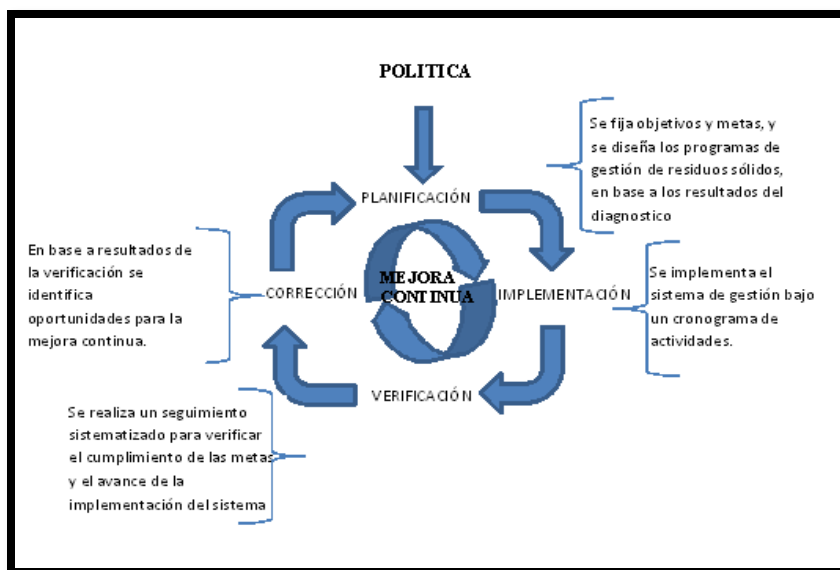 POLITICA
Se fija objetivos y metas, y
se diseña los programas de
gestión de residuos sólidos,
en base a los resultados del
diagnostico
PLANIFICACIÓN
En base a resultados de
la verificación se
identifica
oportunidades para la
mejora continua.
CORRECCIÓN
MEJORA
CONTINUA
IMPLEMENTACIÓN
Se implementa el
sistema de gestión bajo
un cronograma de
actividades.
VERIFICACIÓN
Se realiza un seguimiento
sistematizado para verificar
el cumplimiento de las metas
y el avance de la
implementación del sistema